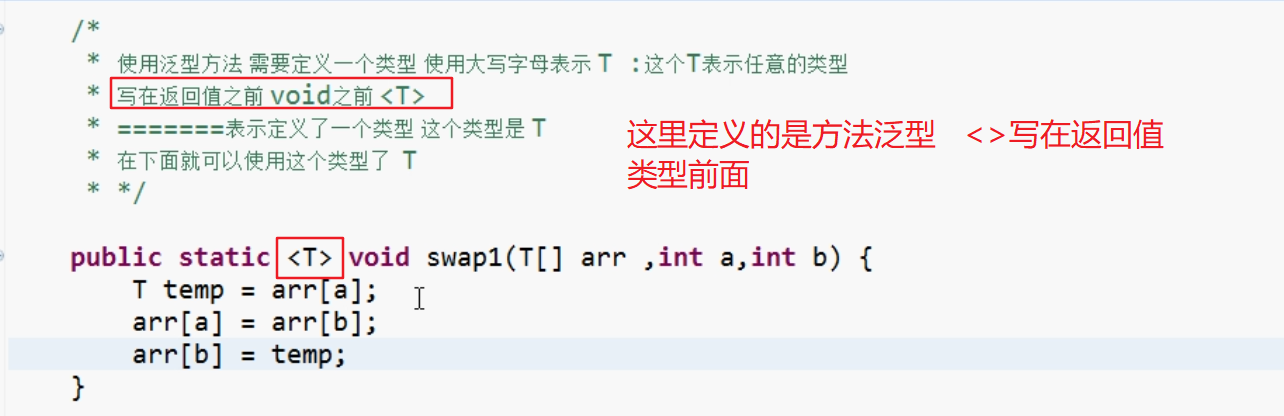 /*
* 使用泛型方法 需要定义一个类型 使用大写字母表示 T :这个T表示任意的类型
* 写在返回值之前 void之前 <T>
* =======表示定义了一个类型 这个类型是 T
* 在下面就可以使用这个类型了 T
* */
这里定义的是方法泛型 <>写在返回值
类型前面
public static <T> void swap1(T[] arr ,int a,int b) {
T temp = arr[a];
arr[a] = arr[b];
arr[b] = temp;
}